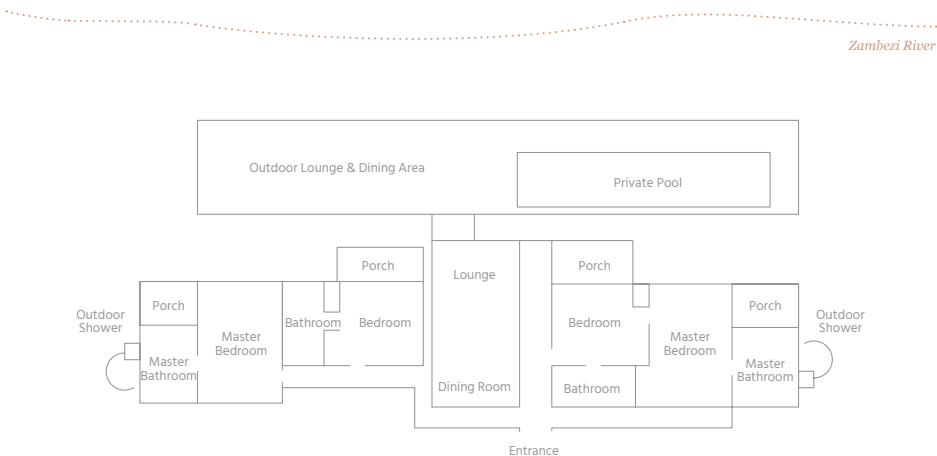 Zambezi River
Outdoor Lounge & Dining Area
Private Pool
Porch
Lounge
Porch
Outdoor
Shower
Porch
Master
Bedroom
Bathroom
Bedroom
Master
Bathroom
Dining Room
Bedroom
Bathroom
Master
Bedroom
Porch
Master
Bathroom
Outdoor
Shower
Entrance